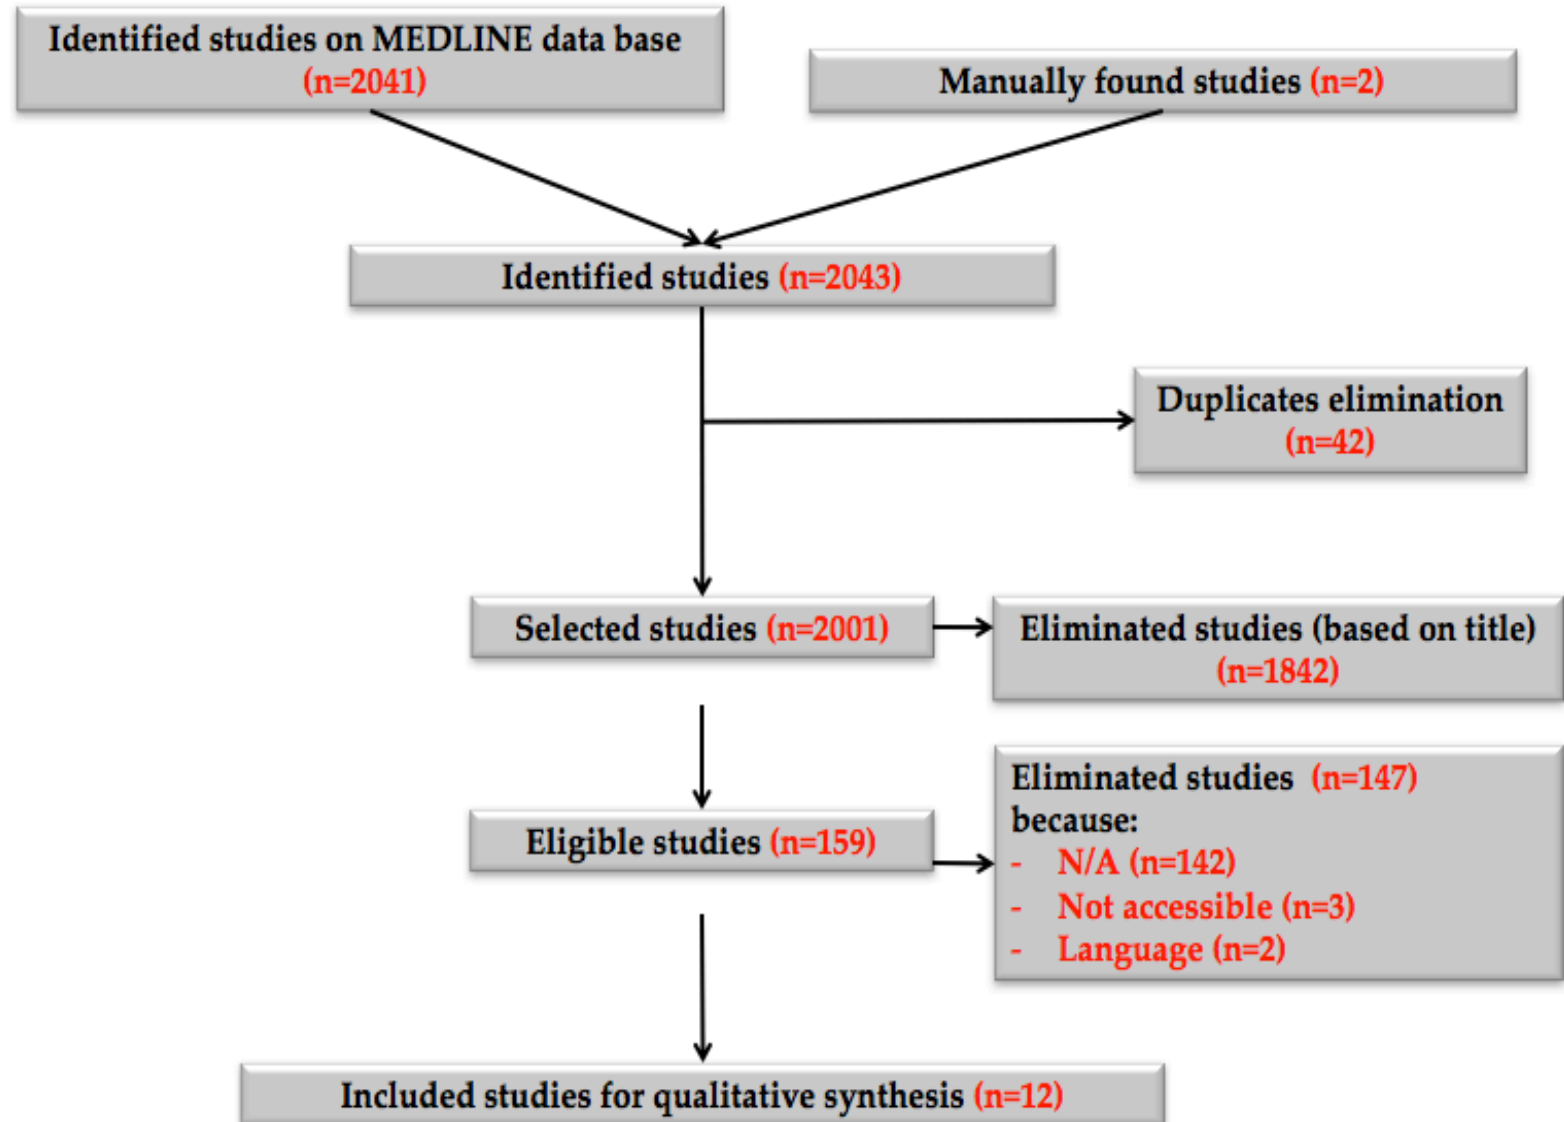 Identified studies on MEDLINE data base
(n=2041)
Manually found studies (n=2)
Identified studies (n=2043)
Duplicates elimination
(n=42)
Selected studies (n=2001)
Eliminated studies (based on title)
(n=1842)
Eligible studies (n=159)
Eliminated studies (n=147)
because:
- N/A (n=142)
- Not accessible (n=3)
- Language (n=2)
Included studies for qualitative synthesis (n=12)